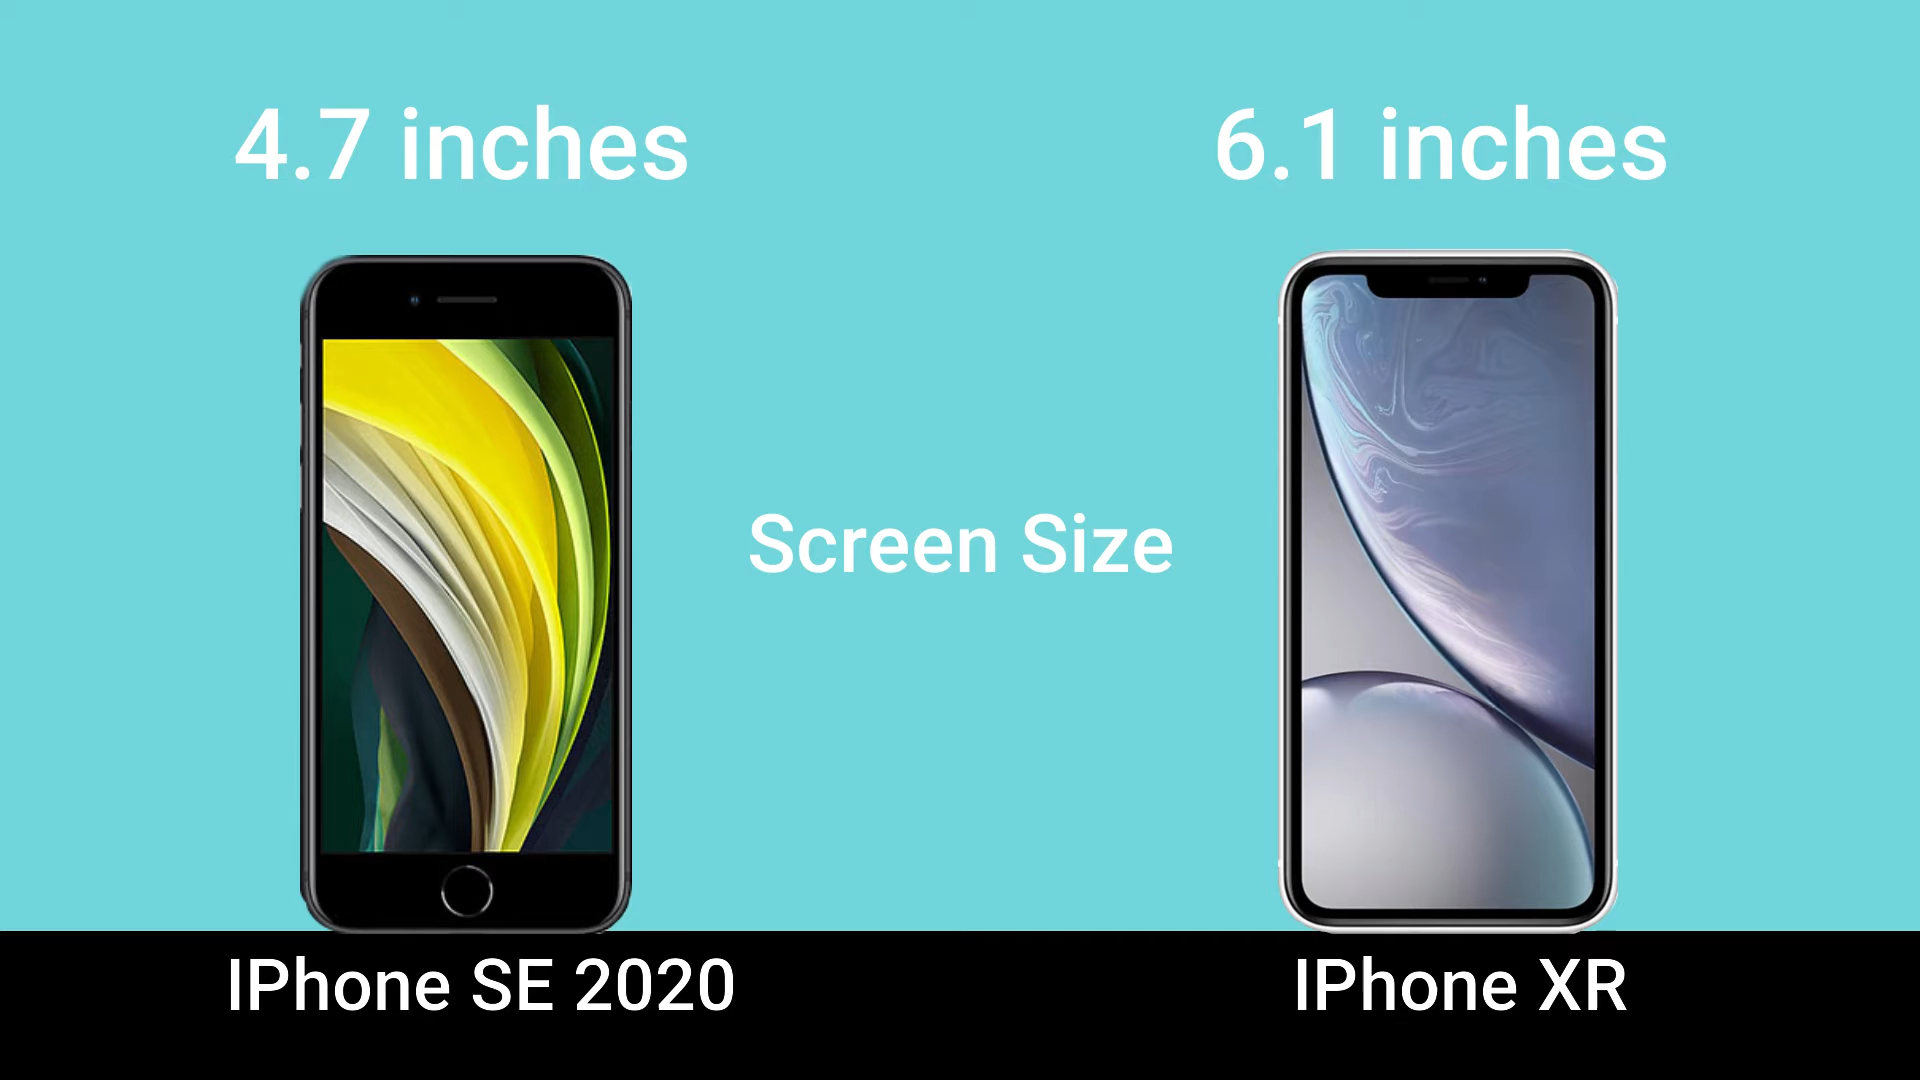 4.7 inches
6.1 inches
Screen Size
IPhone SE 2020
IPhone XR